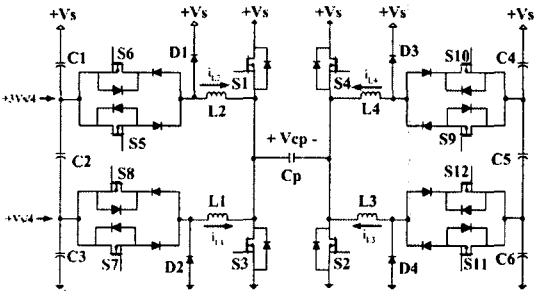 +Vs +Vs +Vs +Vs +Vs +Vs
C1 S6 D1 S1 S4 D3 S10 C4
iL2 iL4
+3Vs/4 L2 L4
S5 S9
+ Vcp -
C2 S8 Cp S12 C5
L1 L3
+Vs/4
iL1 iL3
C3 S7 D2 S3 S2 D4 S11 C6